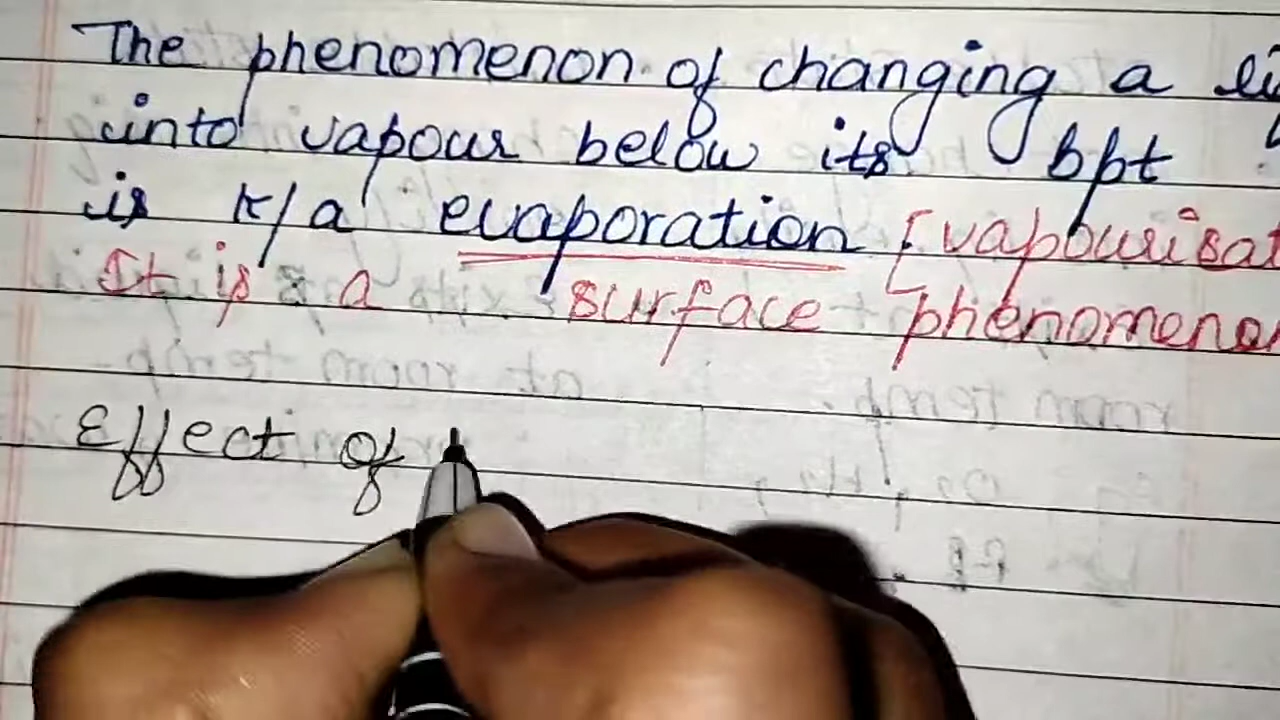 The phenomenon of changing a li
into vapour below its bpt
is k/a evaporation [vapourisat
It is a surface phenomeno
Effect of